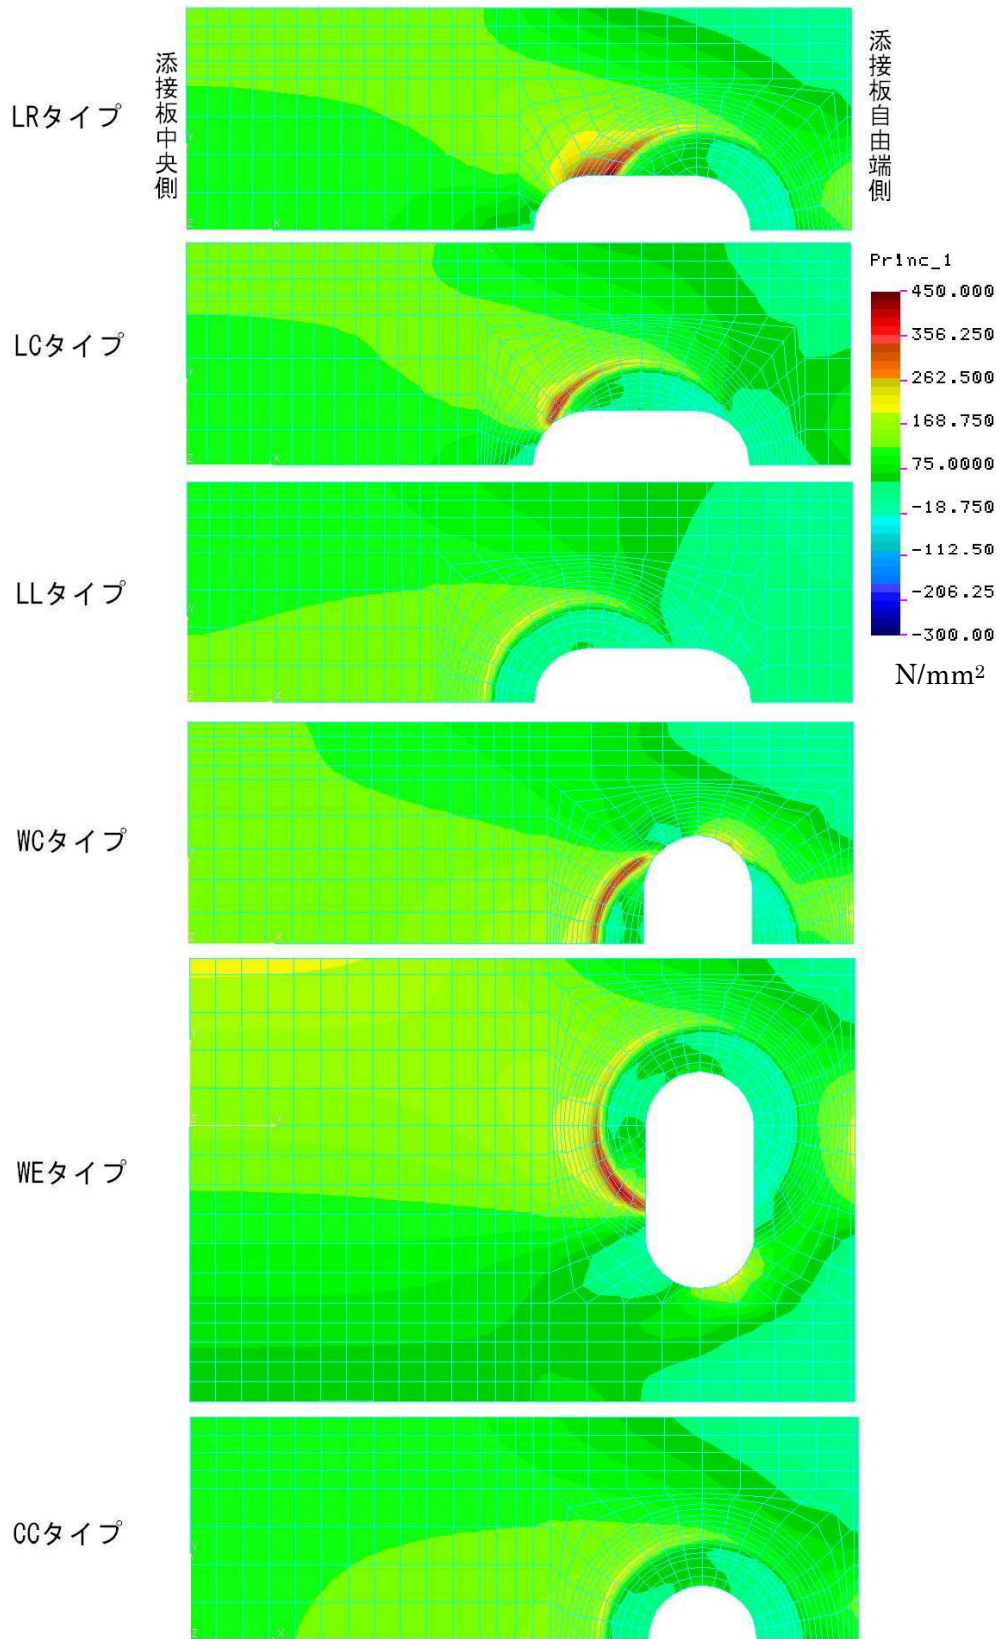 LRタイプ
添接板中央側
添接板自由端側
Y
Z X
LCタイプ
Y
Z X
Princ_1
450.000
356.250
262.500
168.750
75.0000
-18.750
-112.50
-206.25
-300.00
N/mm²
LLタイプ
Y
Z X
WCタイプ
Z X
WEタイプ
Y
Z X
CCタイプ
Y
Z X